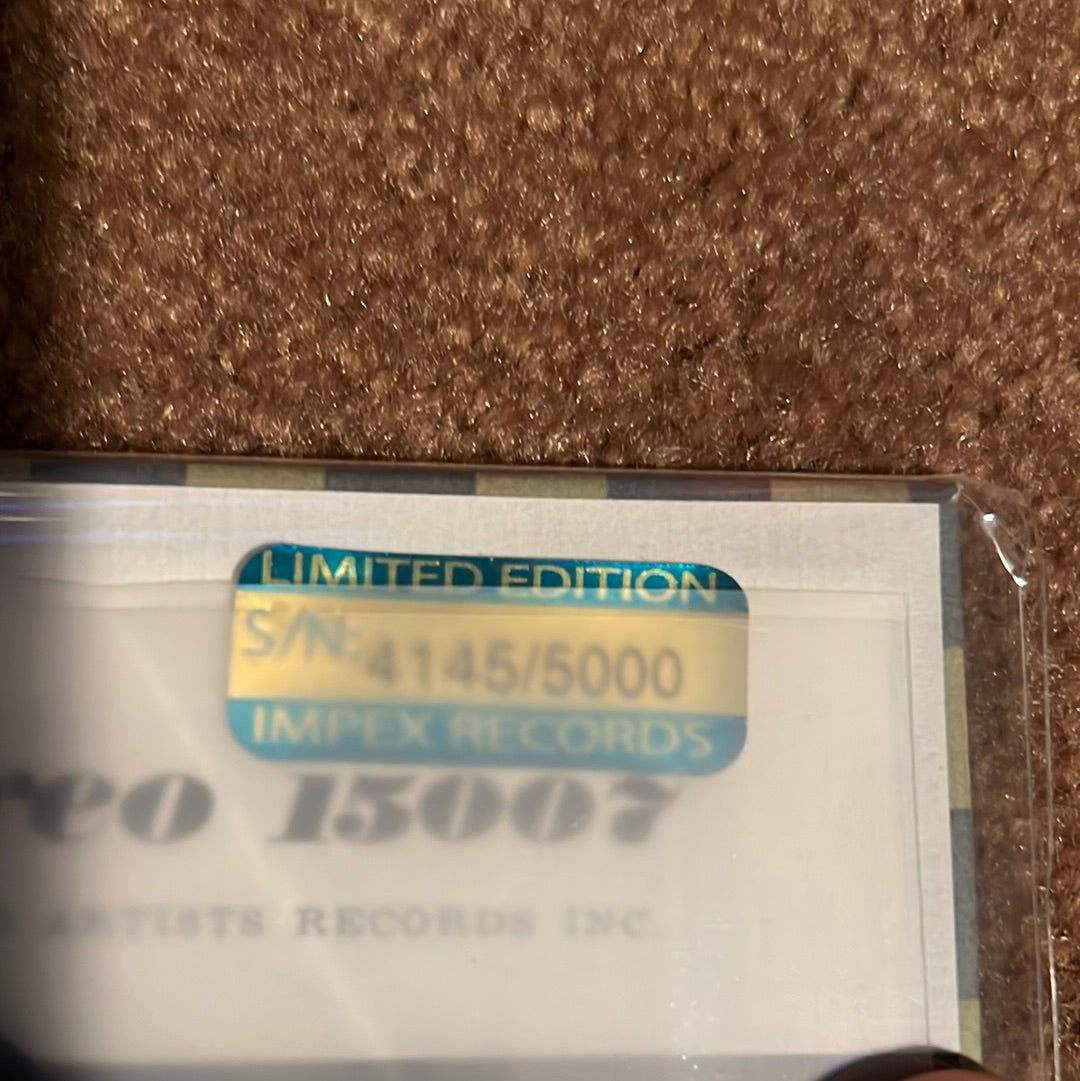 LIMITED EDITION
S/N: 4145/5000
IMPEX RECORDS
reo 15007
ARTISTS RECORDS INC.